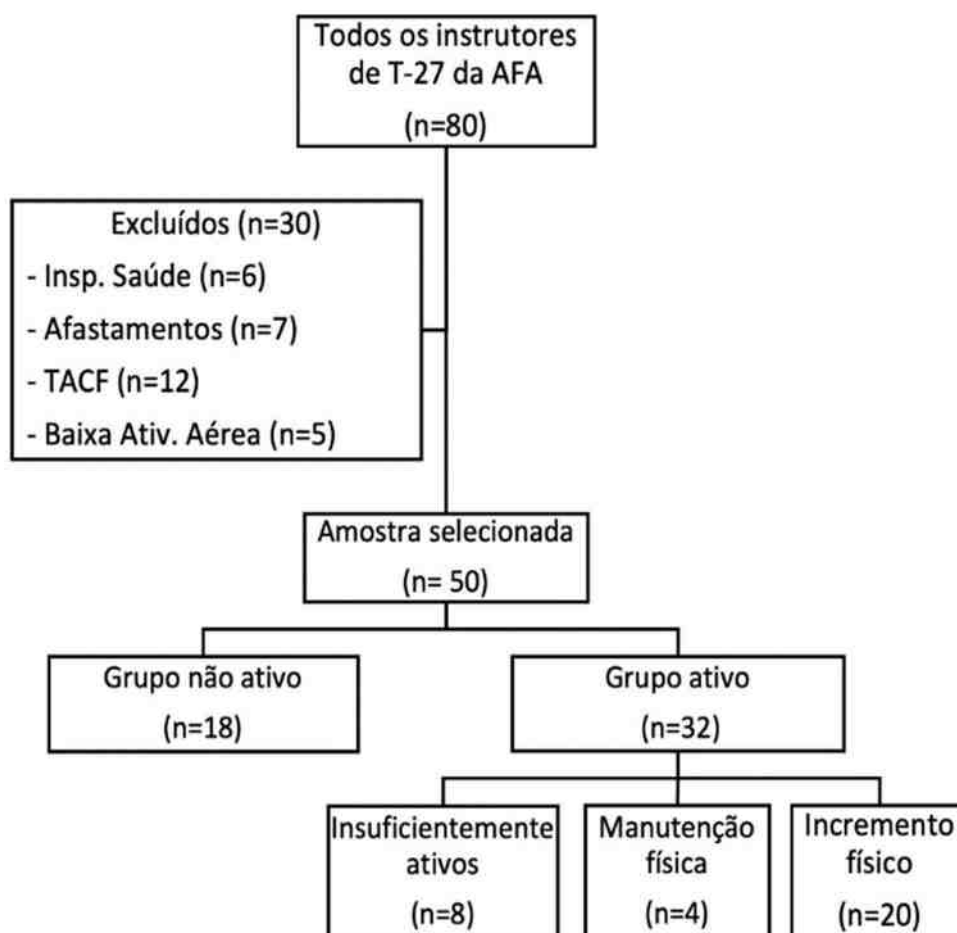 Todos os instrutores
de T-27 da AFA
(n=80)
Excluídos (n=30)
- Insp. Saúde (n=6)
- Afastamentos (n=7)
- TACF (n=12)
- Baixa Ativ. Aérea (n=5)
Amostra selecionada
(n= 50)
Grupo não ativo
(n=18)
Grupo ativo
(n=32)
Insuficientemente
ativos
(n=8)
Manutenção
física
(n=4)
Incremento
físico
(n=20)